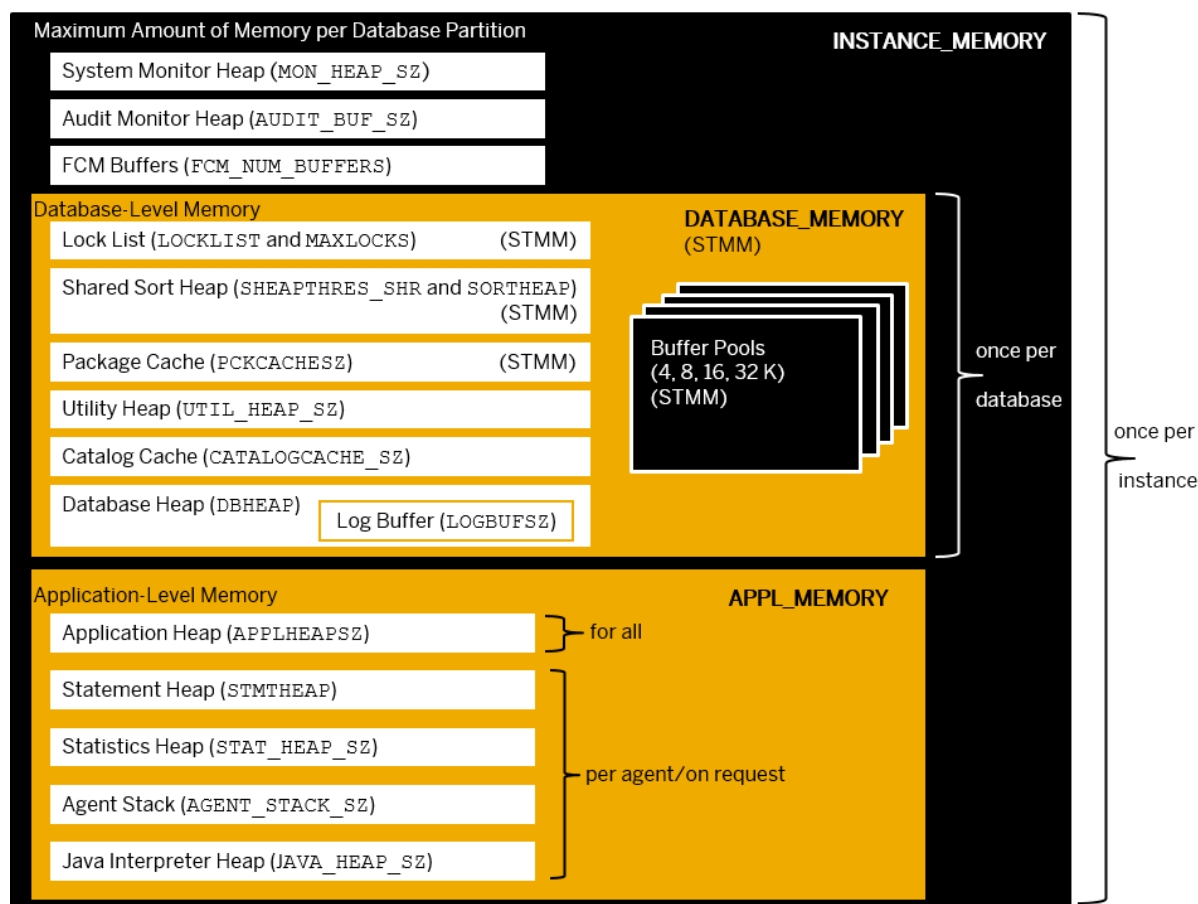 Maximum Amount of Memory per Database Partition
INSTANCE_MEMORY
System Monitor Heap (MON_HEAP_SZ)
Audit Monitor Heap (AUDIT_BUF_SZ)
FCM Buffers (FCM_NUM_BUFFERS)
Database-Level Memory
DATABASE_MEMORY
(STMM)
Lock List (LOCKLIST and MAXLOCKS) (STMM)
Shared Sort Heap (SHEAPTHRES_SHR and SORTHEAP)
(STMM)
Package Cache (PCKCACHESZ) (STMM)
Utility Heap (UTIL_HEAP_SZ)
Catalog Cache (CATALOGCACHE_SZ)
Database Heap (DBHEAP)
Log Buffer (LOGBUFSZ)
Buffer Pools
(4, 8, 16, 32 K)
(STMM)
once per
database
once per
instance
Application-Level Memory
APPL_MEMORY
Application Heap (APPLHEAPSZ)
for all
Statement Heap (STMTHEAP)
Statistics Heap (STAT_HEAP_SZ)
per agent/on request
Agent Stack (AGENT_STACK_SZ)
Java Interpreter Heap (JAVA_HEAP_SZ)